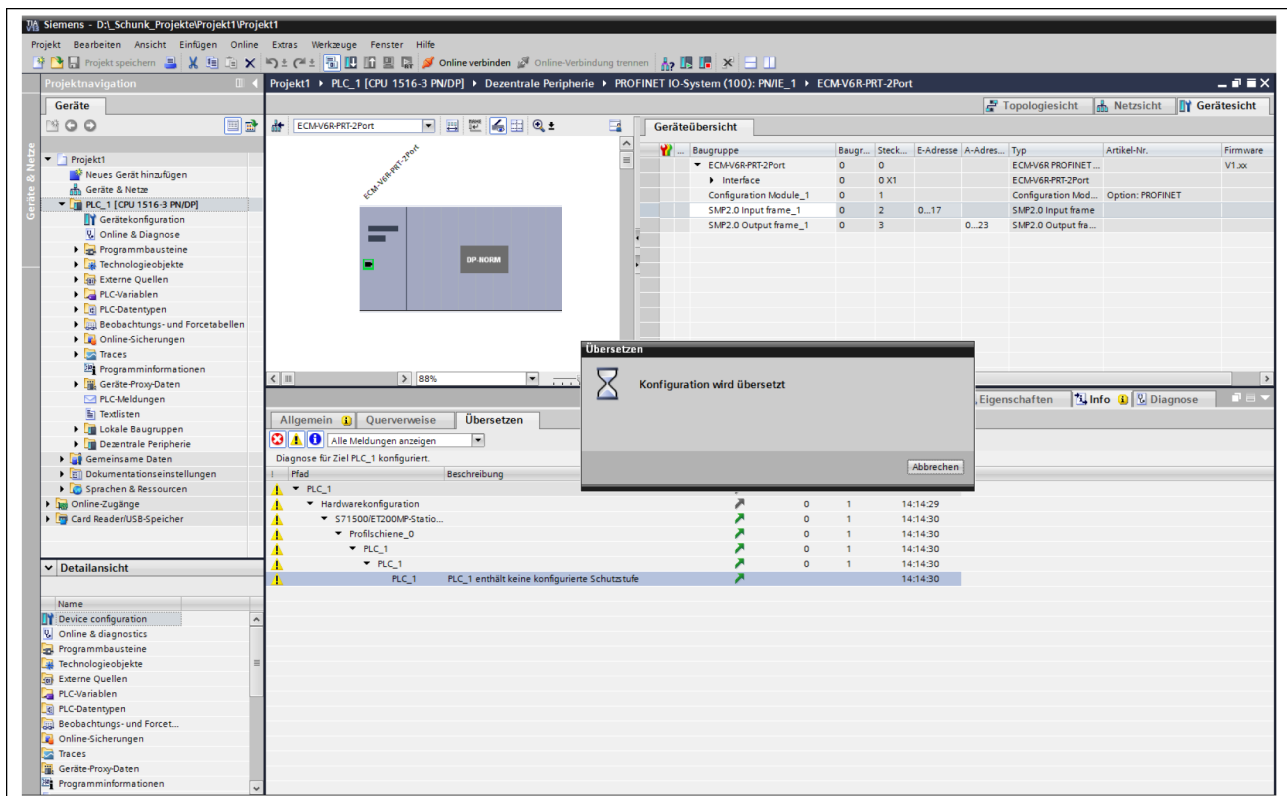 Siemens - D:\_Schunk_Projekte\Projekt1\Projekt1
Projekt Bearbeiten Ansicht Einfügen Online Extras Werkzeuge Fenster Hilfe
Projekt speichern Online verbinden Online-Verbindung trennen
Projektnavigation
Projekt1 PLC_1 [CPU 1516-3 PN/DP] Dezentrale Peripherie PROFINET IO-System (100): PN/IE_1 ECM-V6R-PRT-2Port
Geräte
Topologiesicht Netzsicht Gerätesicht
Geräte & Netze
Projekt1
Neues Gerät hinzufügen
Geräte & Netze
PLC_1 [CPU 1516-3 PN/DP]
Gerätekonfiguration
Online & Diagnose
Programmbausteine
Technologieobjekte
Externe Quellen
PLC-Variablen
PLC-Datentypen
Beobachtungs- und Forcetabellen
Online-Sicherungen
Traces
Programminformationen
Geräte-Proxy-Daten
PLC-Meldungen
Textlisten
Lokale Baugruppen
Dezentrale Peripherie
Gemeinsame Daten
Dokumentationseinstellungen
Sprachen & Ressourcen
Online-Zugänge
Card Reader/USB-Speicher
Detailansicht
Name
Device configuration
Online & diagnostics
Programmbausteine
Technologieobjekte
Externe Quellen
PLC-Variablen
PLC-Datentypen
Beobachtungs- und Forcet...
Online-Sicherungen
Traces
Geräte-Proxy-Daten
Programminformationen
ECM-V6R-PRT-2Port
ECM-V6R-PRT-2Port
DP-NORM
88%
Geräteübersicht
... Baugruppe Baugr... Steck... E-Adresse A-Adres... Typ Artikel-Nr. Firmware
ECM-V6R-PRT-2Port 0 0 ECM-V6R PROFINET ... V1.xx
Interface 0 0 X1 ECM-V6R-PRT-2Port
Configuration Module_1 0 1 Configuration Mod... Option: PROFINET
SMP2.0 Input frame_1 0 2 0...17 SMP2.0 Input frame
SMP2.0 Output frame_1 0 3 0...23 SMP2.0 Output fra...
Übersetzen
Konfiguration wird übersetzt
Abbrechen
Eigenschaften Info Diagnose
Allgemein Querverweise Übersetzen
Alle Meldungen anzeigen
Diagnose für Ziel PLC_1 konfiguriert.
! Pfad Beschreibung
PLC_1
Hardwarekonfiguration 0 1 14:14:29
S71500/ET200MP-Statio... 0 1 14:14:30
Profilschiene_0 0 1 14:14:30
PLC_1 0 1 14:14:30
PLC_1 0 1 14:14:30
PLC_1 PLC_1 enthält keine konfigurierte Schutzstufe 14:14:30